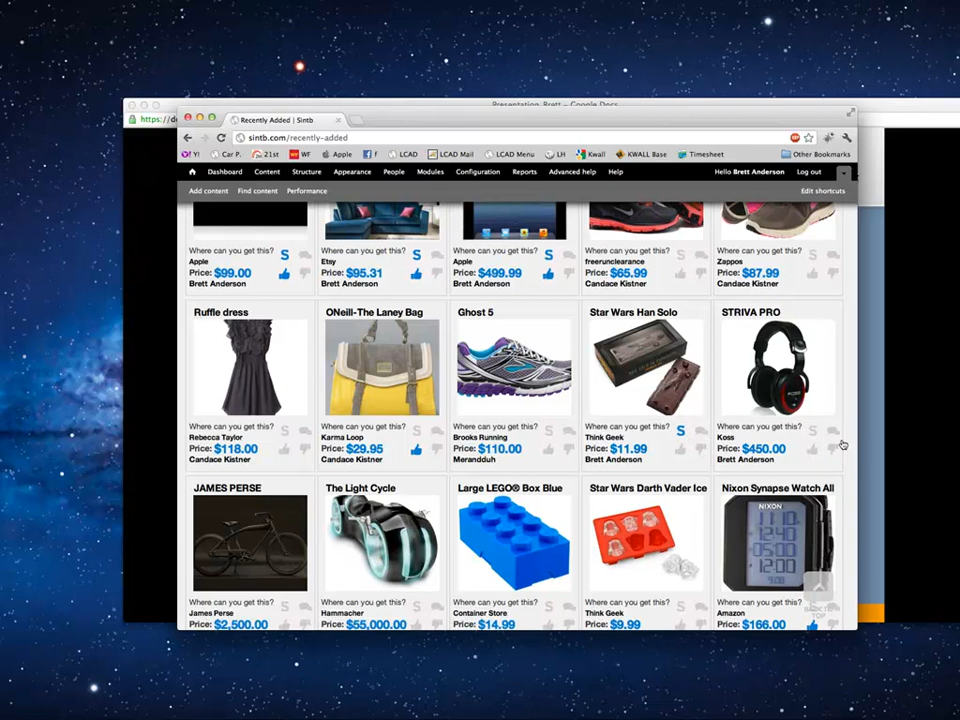 Presentation_Brett – Google Docs
https://do
Recently Added | Sintb
sintb.com/recently-added
Y! Car P. 21st WF Apple f LCAD LCAD Mail LCAD Menu LH Kwall KWALL Base Timesheet Other Bookmarks
Dashboard Content Structure Appearance People Modules Configuration Reports Advanced help Help Hello Brett Anderson Log out
Add content Find content Performance Edit shortcuts
Where can you get this? S Where can you get this? S Where can you get this? S Where can you get this? S Where can you get this? S
Apple Etsy Apple freerunclearance Zappos
Price: $99.00 Price: $95.31 Price: $499.99 Price: $65.99 Price: $87.99
Brett Anderson Brett Anderson Brett Anderson Candace Kistner Candace Kistner
Ruffle dress ONeill-The Laney Bag Ghost 5 Star Wars Han Solo STRIVA PRO
Where can you get this? S Where can you get this? S Where can you get this? S Where can you get this? S Where can you get this? S
Rebecca Taylor Karma Loop Brooks Running Think Geek Koss
Price: $118.00 Price: $29.95 Price: $110.00 Price: $11.99 Price: $450.00
Candace Kistner Candace Kistner Merandduh Brett Anderson Brett Anderson
JAMES PERSE The Light Cycle Large LEGO® Box Blue Star Wars Darth Vader Ice Nixon Synapse Watch All
NIXON
Where can you get this? S Where can you get this? S Where can you get this? S Where can you get this? S Where can you get this? S
James Perse Hammacher Container Store Think Geek Amazon
Price: $2,500.00 Price: $55,000.00 Price: $14.99 Price: $9.99 Price: $166.00